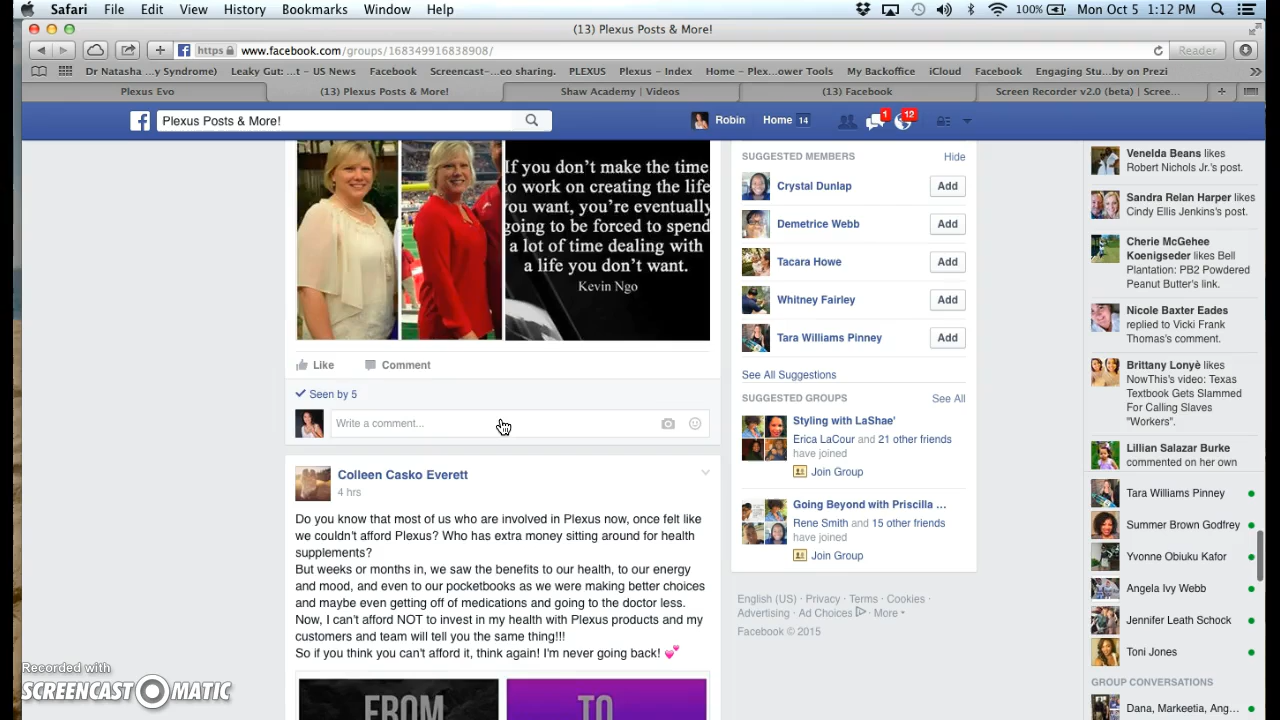 Safari File Edit View History Bookmarks Window Help 100% Mon Oct 5 1:12 PM
(13) Plexus Posts & More!
https www.facebook.com/groups/168349916838908/ Reader
Dr Natasha ...y Syndrome) Leaky Gut: ...t - US News Facebook Screencast-...eo sharing. PLEXUS Plexus - Index Home - Plex...ower Tools My Backoffice iCloud Facebook Engaging Stu...by on Prezi
Plexus Evo (13) Plexus Posts & More! Shaw Academy | Videos (13) Facebook Screen Recorder v2.0 (beta) | Scree...
Plexus Posts & More! Robin Home 14 1 12
If you don't make the time
to work on creating the life
you want, you're eventually
going to be forced to spend
a lot of time dealing with
a life you don't want.
Kevin Ngo
Like Comment
Seen by 5
Write a comment...
Colleen Casko Everett
4 hrs
Do you know that most of us who are involved in Plexus now, once felt like
we couldn't afford Plexus? Who has extra money sitting around for health
supplements?
But weeks or months in, we saw the benefits to our health, to our energy
and mood, and even to our pocketbooks as we were making better choices
and maybe even getting off of medications and going to the doctor less.
Now, I can't afford NOT to invest in my health with Plexus products and my
customers and team will tell you the same thing!!!
So if you think you can't afford it, think again! I'm never going back! 💕
FROM TO
SUGGESTED MEMBERS Hide
Crystal Dunlap Add
Demetrice Webb Add
Tacara Howe Add
Whitney Fairley Add
Tara Williams Pinney Add
See All Suggestions
SUGGESTED GROUPS See All
Styling with LaShae'
Erica LaCour and 21 other friends
have joined
Join Group
Going Beyond with Priscilla ...
Rene Smith and 15 other friends
have joined
Join Group
English (US) · Privacy · Terms · Cookies ·
Advertising · Ad Choices · More
Facebook © 2015
Venelda Beans likes
Robert Nichols Jr.'s post.
Sandra Relan Harper likes
Cindy Ellis Jenkins's post.
Cherie McGehee
Koenigseder likes Bell
Plantation: PB2 Powdered
Peanut Butter's link.
Nicole Baxter Eades
replied to Vicki Frank
Thomas's comment.
Brittany Lonyè likes
NowThis's video: Texas
Textbook Gets Slammed
For Calling Slaves
"Workers".
Lillian Salazar Burke
commented on her own
Tara Williams Pinney
Summer Brown Godfrey
Yvonne Obiuku Kafor
Angela Ivy Webb
Jennifer Leath Schock
Toni Jones
GROUP CONVERSATIONS
Dana, Markeetia, Ang...
Recorded with
SCREENCAST MATIC